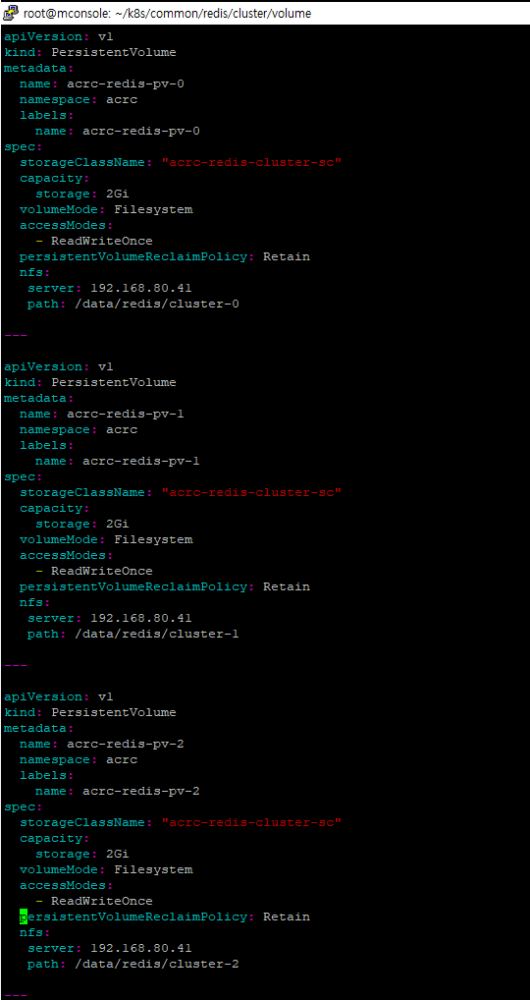 root@mconsole: ~/k8s/common/redis/cluster/volume
apiVersion: v1
kind: PersistentVolume
metadata:
  name: acrc-redis-pv-0
  namespace: acrc
  labels:
    name: acrc-redis-pv-0
spec:
  storageClassName: "acrc-redis-cluster-sc"
  capacity:
    storage: 2Gi
  volumeMode: Filesystem
  accessModes:
    - ReadWriteOnce
  persistentVolumeReclaimPolicy: Retain
  nfs:
   server: 192.168.80.41
   path: /data/redis/cluster-0

---

apiVersion: v1
kind: PersistentVolume
metadata:
  name: acrc-redis-pv-1
  namespace: acrc
  labels:
    name: acrc-redis-pv-1
spec:
  storageClassName: "acrc-redis-cluster-sc"
  capacity:
    storage: 2Gi
  volumeMode: Filesystem
  accessModes:
    - ReadWriteOnce
  persistentVolumeReclaimPolicy: Retain
  nfs:
   server: 192.168.80.41
   path: /data/redis/cluster-1

---

apiVersion: v1
kind: PersistentVolume
metadata:
  name: acrc-redis-pv-2
  namespace: acrc
  labels:
    name: acrc-redis-pv-2
spec:
  storageClassName: "acrc-redis-cluster-sc"
  capacity:
    storage: 2Gi
  volumeMode: Filesystem
  accessModes:
    - ReadWriteOnce
  persistentVolumeReclaimPolicy: Retain
  nfs:
   server: 192.168.80.41
   path: /data/redis/cluster-2

---